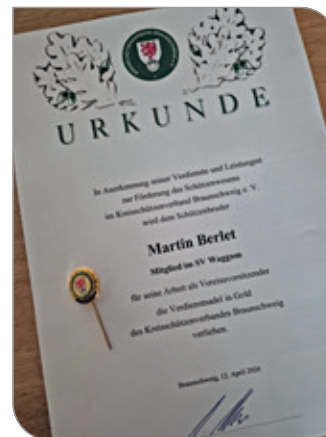 URKUNDE
In Anerkennung seiner Verdienste und Leistungen
zur Förderung des Schützenwesens
im Kreisschützenverband Braunschweig e. V.
wird dem Schützenbruder
Martin Berlet
Mitglied im SV Waggum
für seine Arbeit als Vereinsvorsitzender
die Verdienstnadel in Gold
des Kreisschützenverbandes Braunschweig
verliehen.
Braunschweig, 12. April 2024